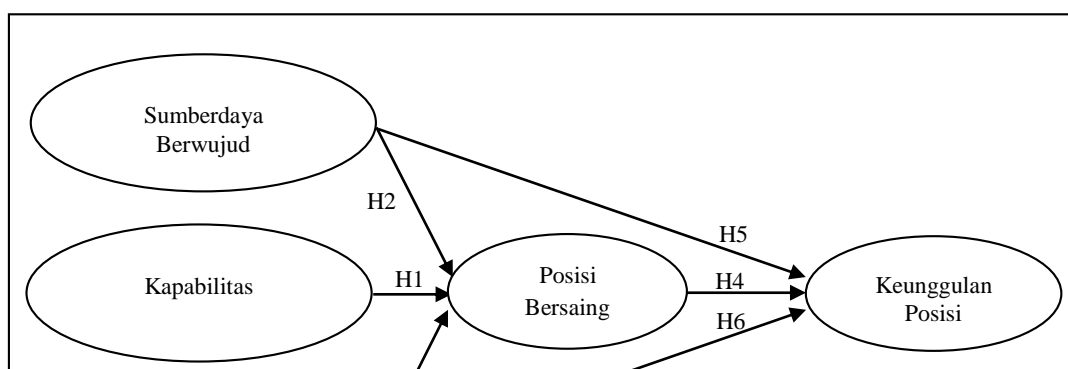 Sumberdaya
Berwujud
H2
H5
Kapabilitas
H1
Posisi
Bersaing
H4
Keunggulan
Posisi
H6